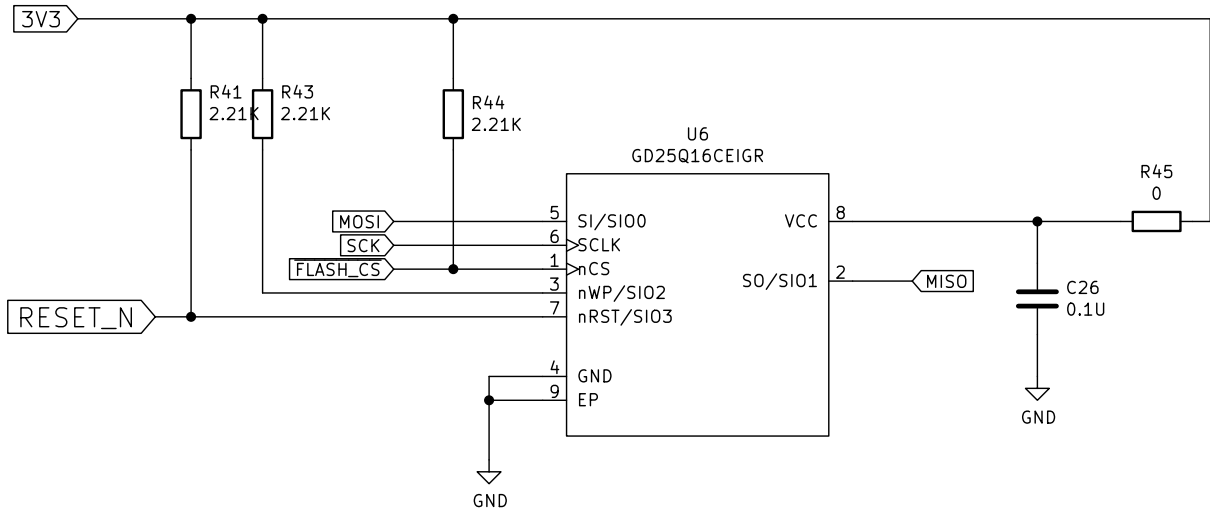 3V3
R41
2.21K
R43
2.21K
R44
2.21K
U6
GD25Q16CEIGR
R45
0
MOSI
5
SI/SIO0
VCC
8
SCK
6
SCLK
FLASH_CS
1
nCS
SO/SIO1
2
MISO
3
nWP/SIO2
C26
0.1U
RESET_N
7
nRST/SIO3
4
GND
9
EP
GND
GND